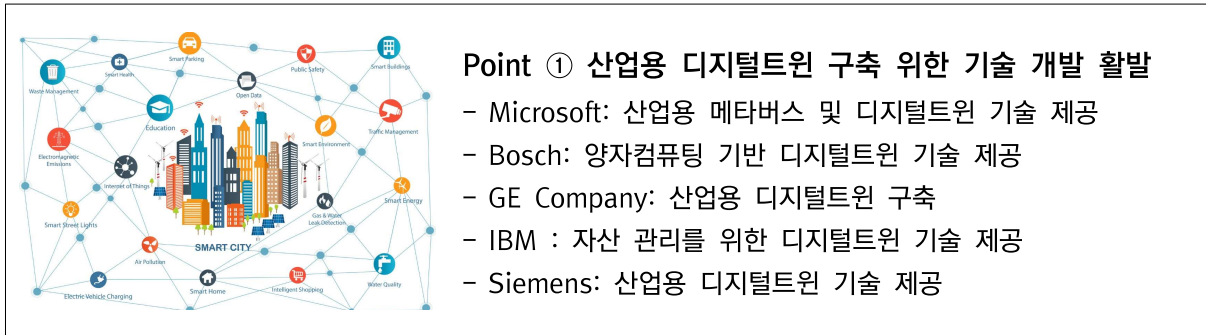 Smart Parking
Smart Health
Public Safety
Smart Buildings
Waste Management
Open Data
Education
Traffic Management
Smart Environment
Electromagnetic
Emissions
Internet of Things
Smart Energy
Gas & Water
Leak Detection
Smart Street Lights
SMART CITY
Air Pollution
Water Quality
Electric Vehicle Charging
Smart Home
Intelligent Shopping
Point ① 산업용 디지털트윈 구축 위한 기술 개발 활발
- Microsoft: 산업용 메타버스 및 디지털트윈 기술 제공
- Bosch: 양자컴퓨팅 기반 디지털트윈 기술 제공
- GE Company: 산업용 디지털트윈 구축
- IBM : 자산 관리를 위한 디지털트윈 기술 제공
- Siemens: 산업용 디지털트윈 기술 제공